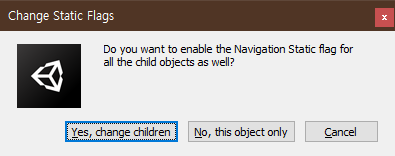 Change Static Flags
x
Do you want to enable the Navigation Static flag for
all the child objects as well?
Yes, change children
No, this object only
Cancel